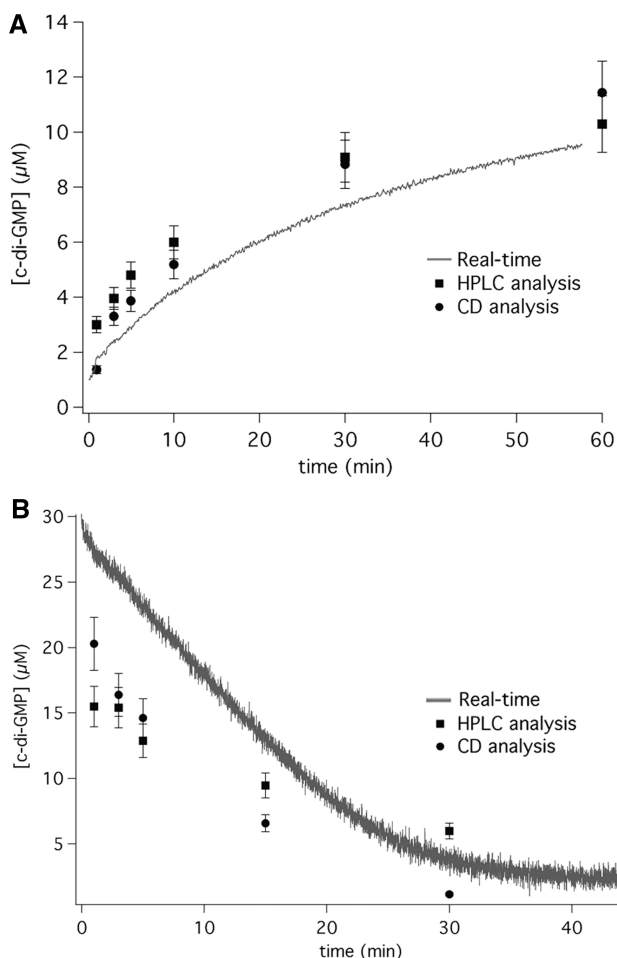 A
14
12
10
8
6
4
2
0
[c-di-GMP] (μM)
Real-time
HPLC analysis
CD analysis
0 10 20 30 40 50 60
time (min)
B
30
25
20
15
10
5
[c-di-GMP] (μM)
Real-time
HPLC analysis
CD analysis
0 10 20 30 40
time (min)